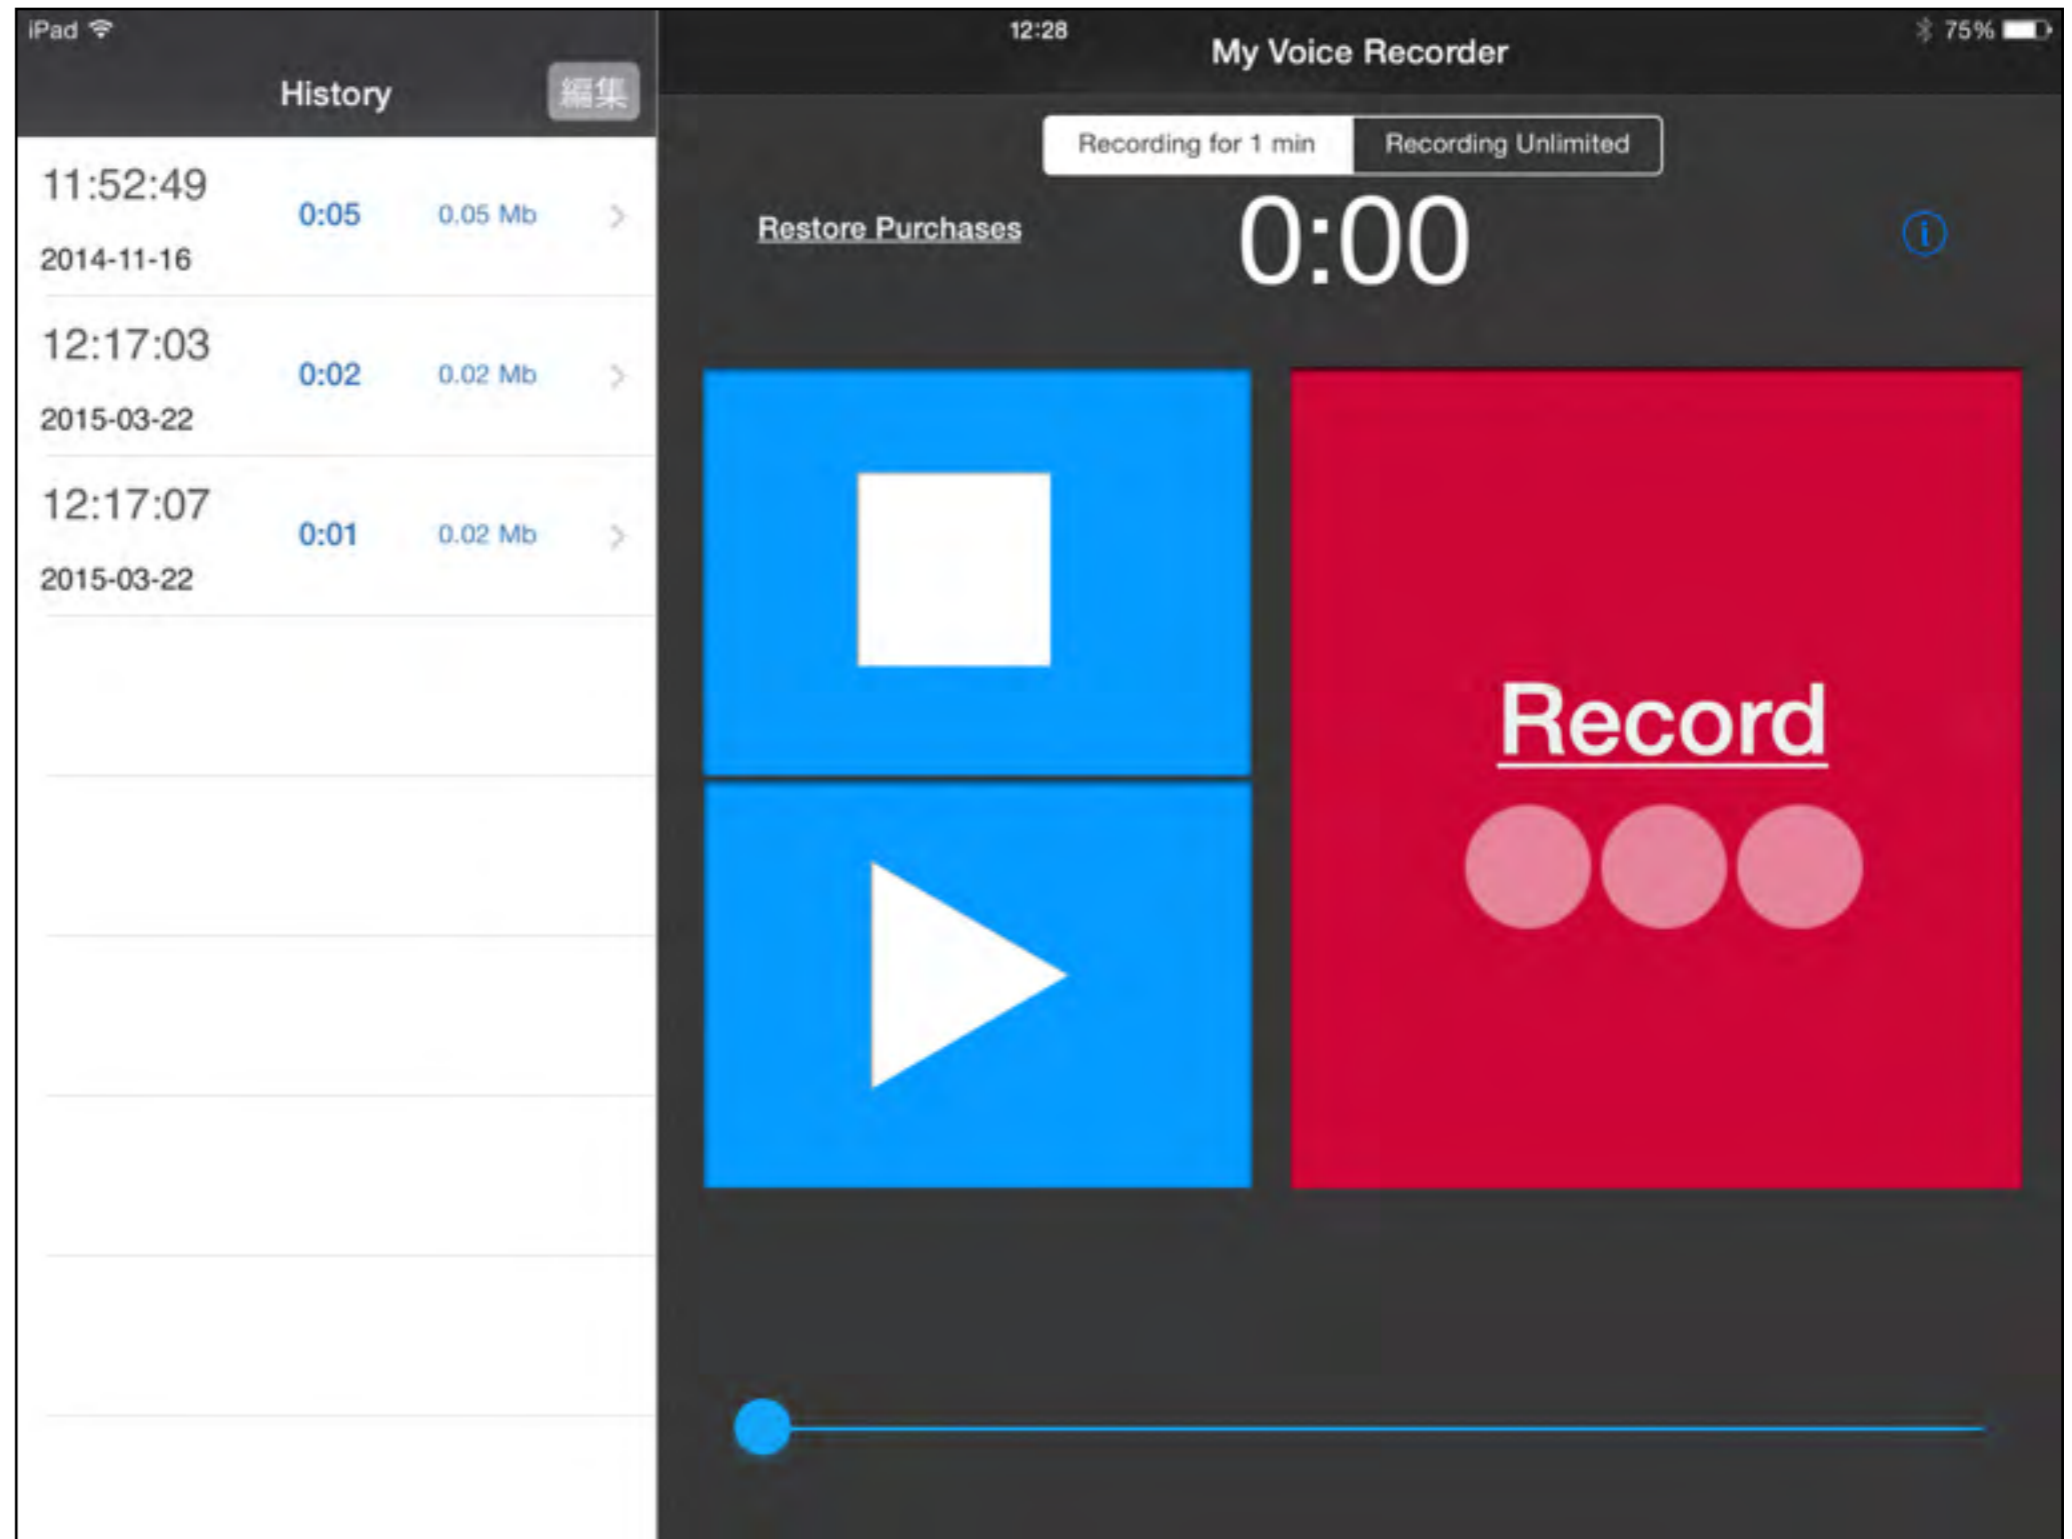 iPad
12:28
75%
History
編集
11:52:49
0:05
0.05 Mb
2014-11-16
12:17:03
0:02
0.02 Mb
2015-03-22
12:17:07
0:01
0.02 Mb
2015-03-22
My Voice Recorder
Recording for 1 min
Recording Unlimited
Restore Purchases
0:00
Record